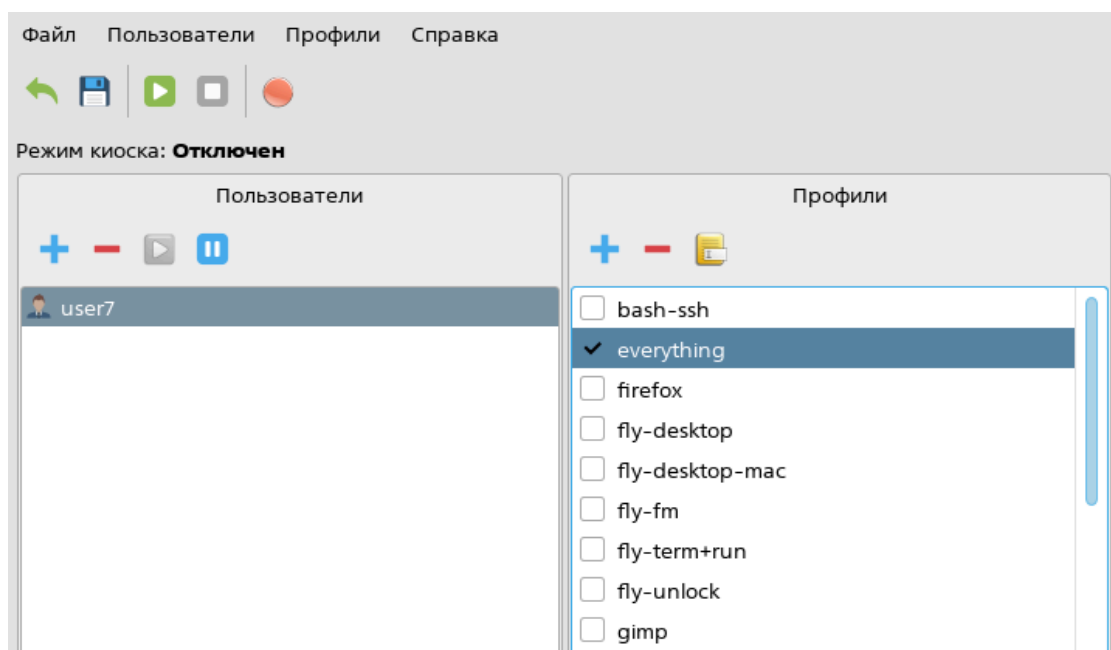 Файл Пользователи Профили Справка
Режим киоска: Отключен
Пользователи
user7
Профили
bash-ssh
everything
firefox
fly-desktop
fly-desktop-mac
fly-fm
fly-term+run
fly-unlock
gimp